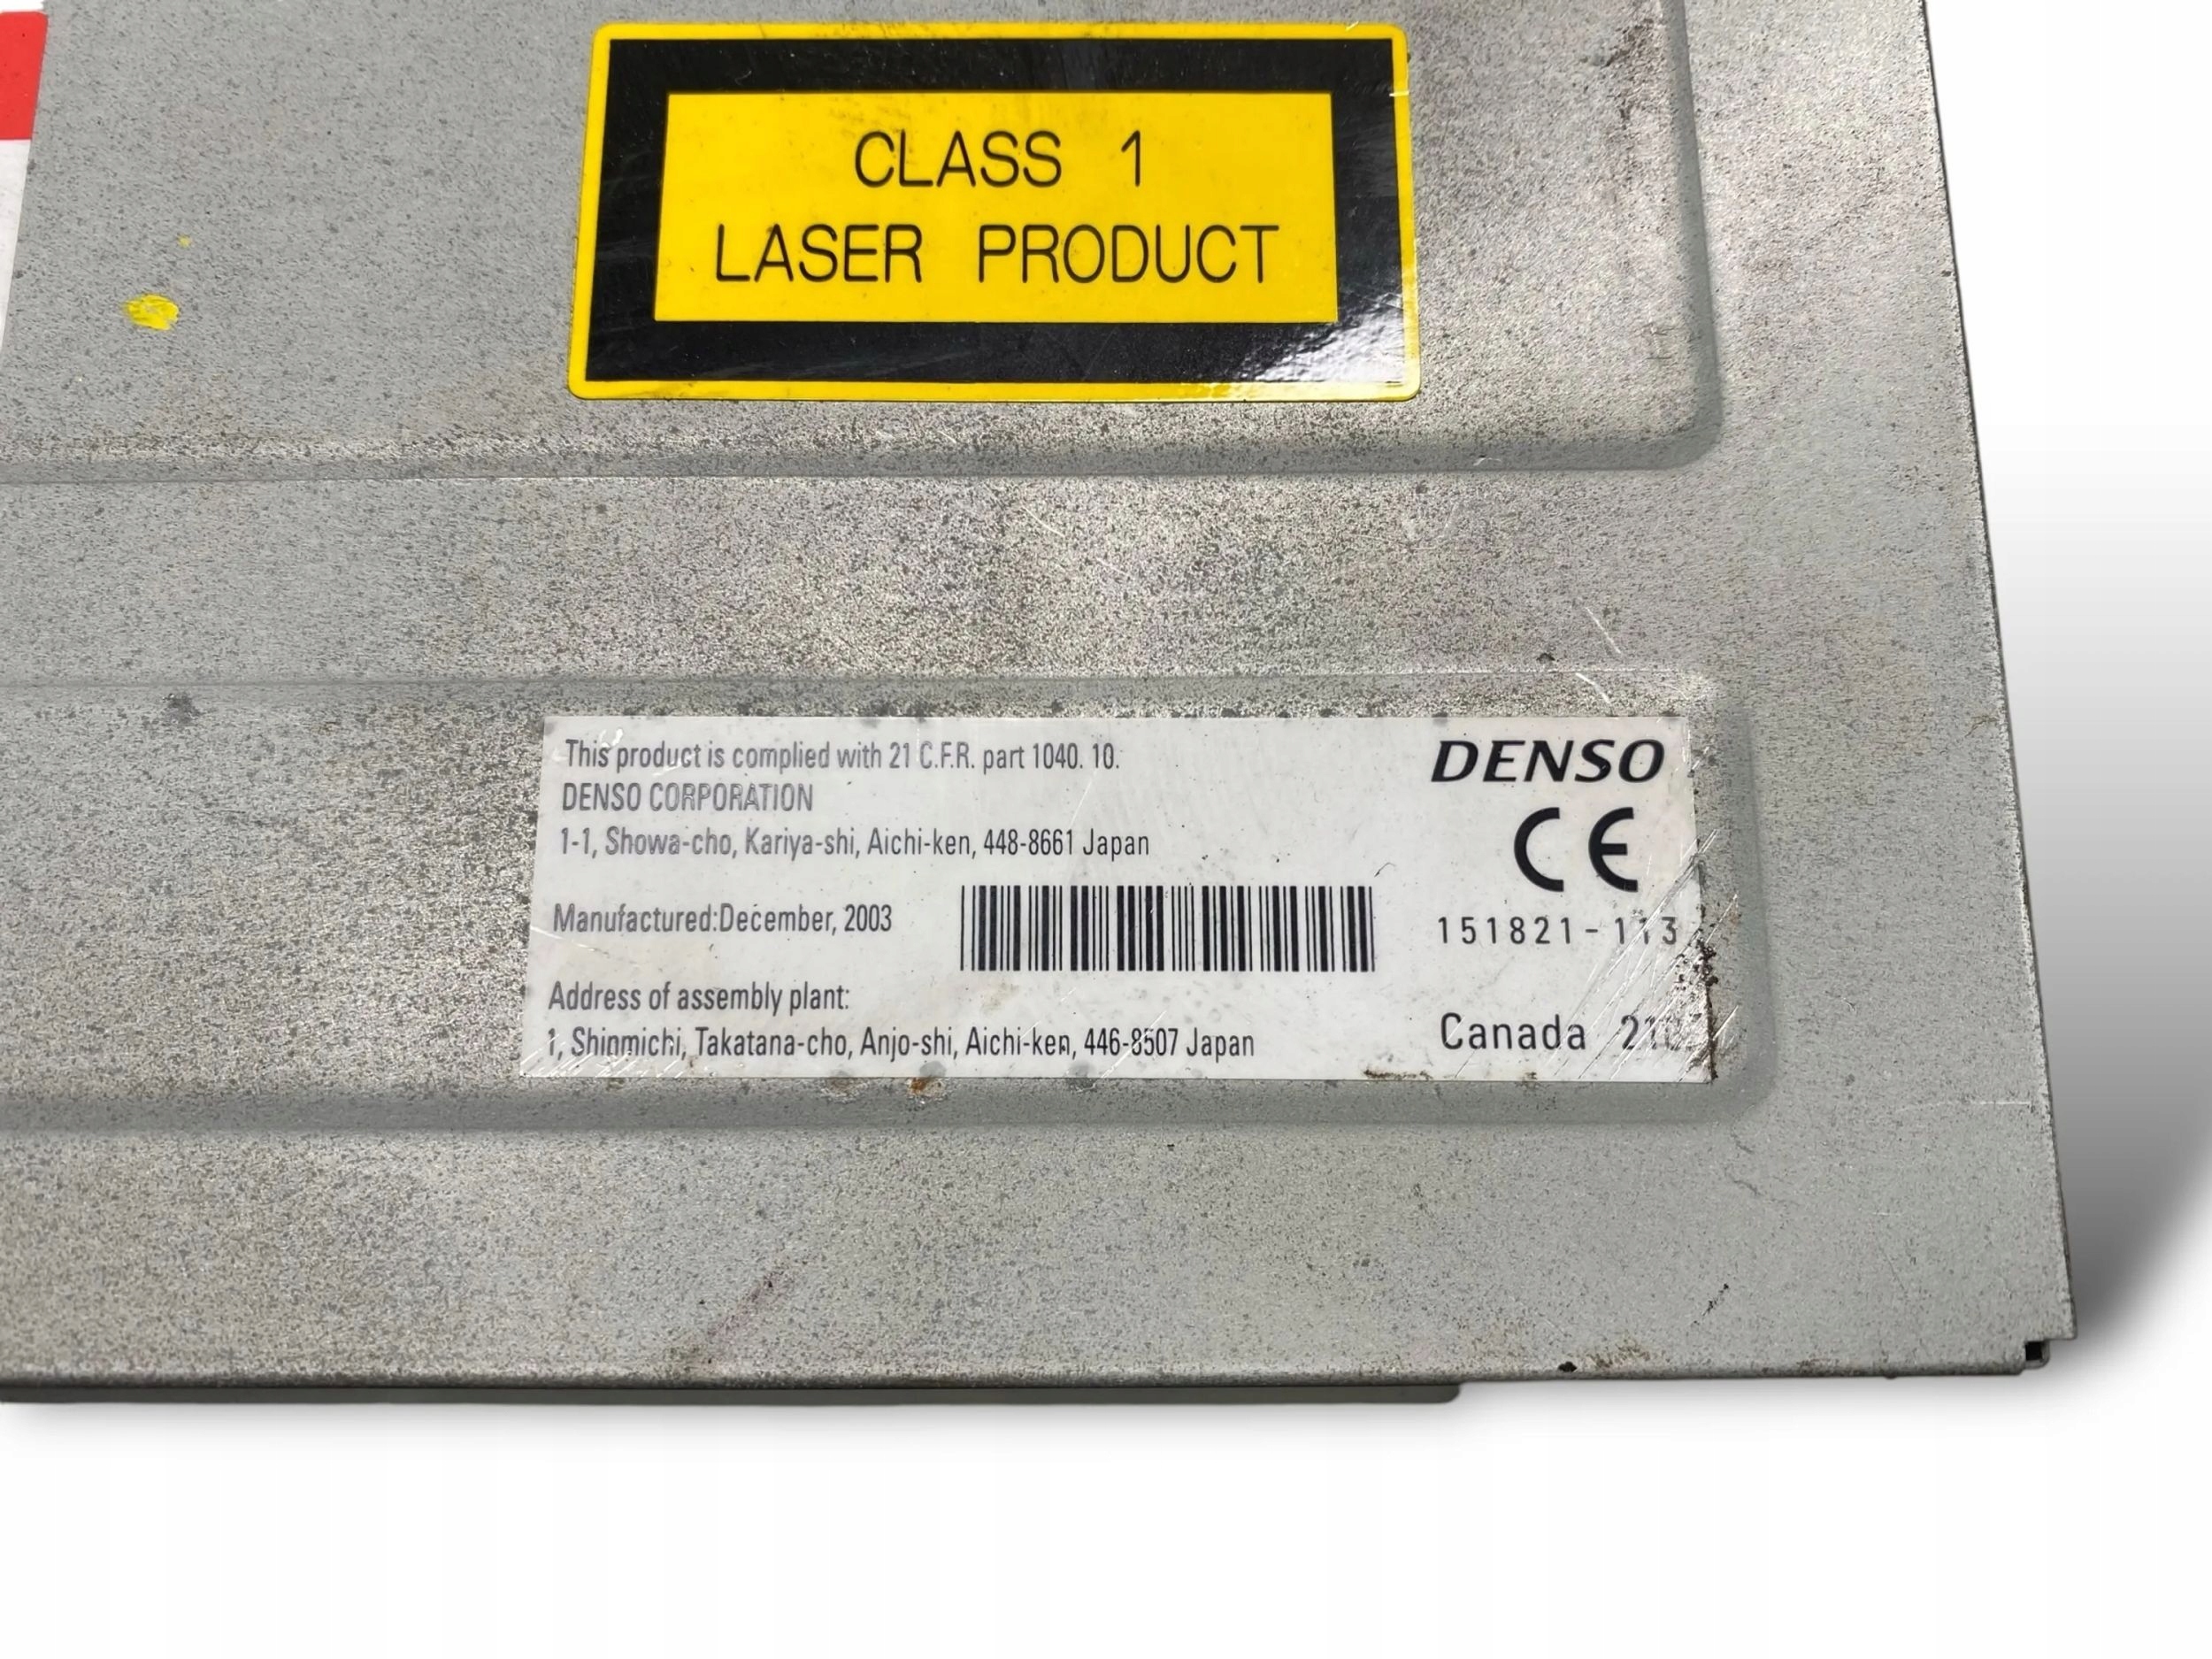 CLASS 1
LASER PRODUCT
This product is complied with 21 C.F.R. part 1040. 10.
DENSO CORPORATION
1-1, Showa-cho, Kariya-shi, Aichi-ken, 448-8661 Japan
Manufactured:December, 2003
Address of assembly plant:
1, Shinmichi, Takatana-cho, Anjo-shi, Aichi-ken, 446-8507 Japan
DENSO
CE
151821-113
Canada